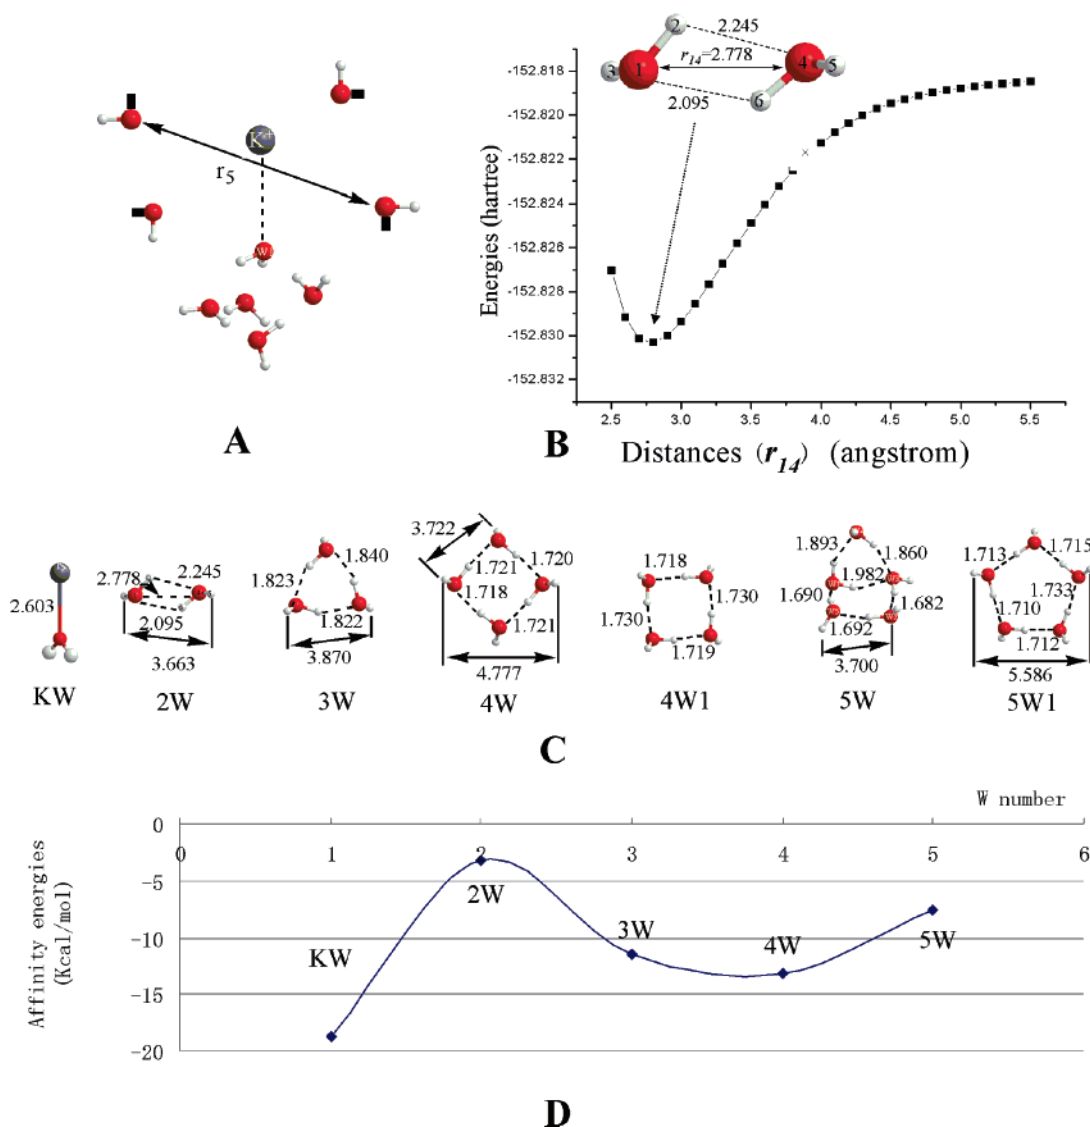 K+
r5
W
A
2
2.245
3
1
r14=2.778
4
5
2.095
6
Energies (hartree)
-152.818
-152.820
-152.822
-152.824
-152.826
-152.828
-152.830
-152.832
2.5 3.0 3.5 4.0 4.5 5.0 5.5
B
Distances (r14) (angstrom)
2.603
KW
2.778
2.245
2.095
3.663
2W
1.840
1.823
1.822
3.870
3W
3.722
1.721
1.720
1.718
1.721
4.777
4W
1.718
1.730
1.730
1.719
4W1
1.893
1.860
1.982
1.690
1.682
1.692
3.700
5W
1.713
1.715
1.733
1.710
1.712
5.586
5W1
C
W number
Affinity energies
(Kcal/mol)
0
-5
-10
-15
-20
0 1 2 3 4 5 6
KW
2W
3W
4W
5W
D